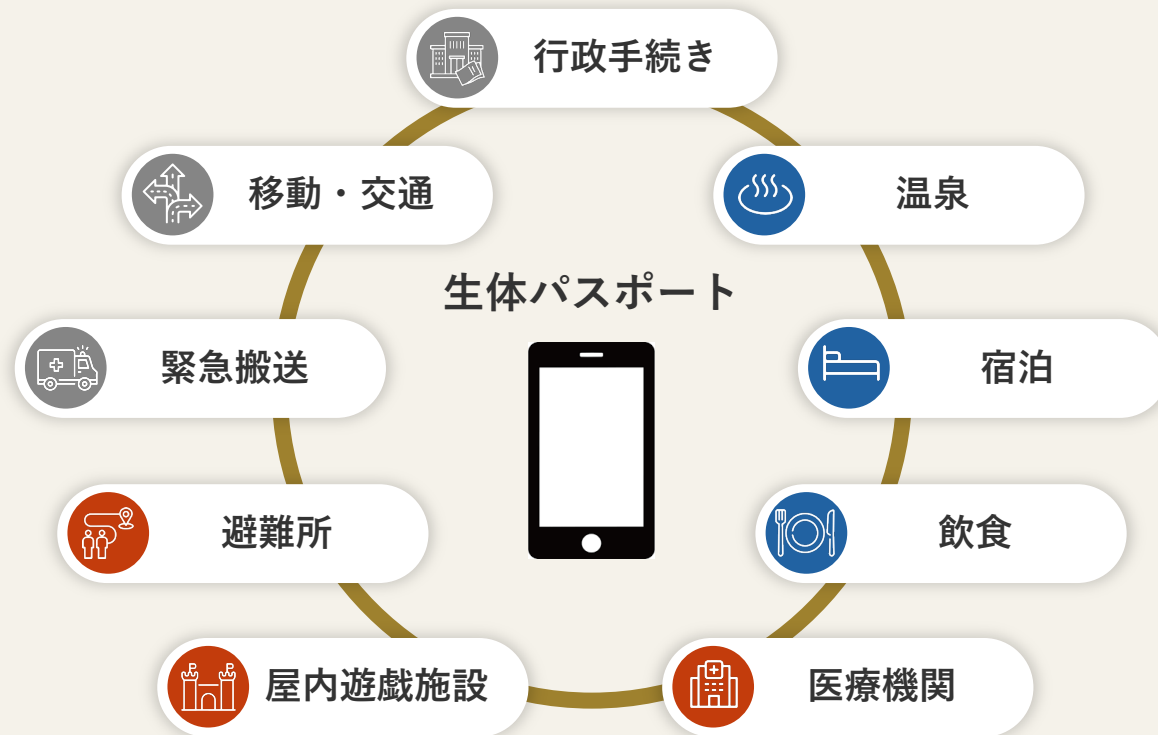 行政手続き
移動・交通
温泉
生体パスポート
緊急搬送
宿泊
避難所
飲食
屋内遊戯施設
医療機関